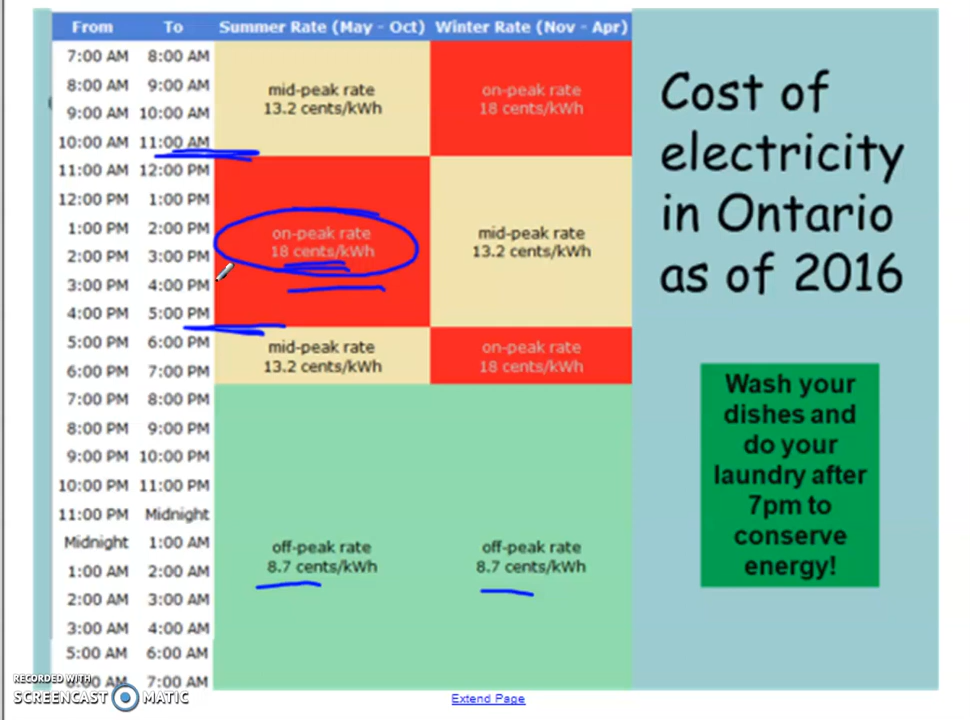 From To Summer Rate (May - Oct) Winter Rate (Nov - Apr)
7:00 AM 8:00 AM
8:00 AM 9:00 AM
9:00 AM 10:00 AM
10:00 AM 11:00 AM
mid-peak rate
13.2 cents/kWh
on-peak rate
18 cents/kWh
11:00 AM 12:00 PM
12:00 PM 1:00 PM
1:00 PM 2:00 PM
2:00 PM 3:00 PM
3:00 PM 4:00 PM
4:00 PM 5:00 PM
on-peak rate
18 cents/kWh
mid-peak rate
13.2 cents/kWh
5:00 PM 6:00 PM
6:00 PM 7:00 PM
mid-peak rate
13.2 cents/kWh
on-peak rate
18 cents/kWh
7:00 PM 8:00 PM
8:00 PM 9:00 PM
9:00 PM 10:00 PM
10:00 PM 11:00 PM
11:00 PM Midnight
Midnight 1:00 AM
1:00 AM 2:00 AM
2:00 AM 3:00 AM
3:00 AM 4:00 AM
5:00 AM 6:00 AM
6:00 AM 7:00 AM
off-peak rate
8.7 cents/kWh
off-peak rate
8.7 cents/kWh
Cost of
electricity
in Ontario
as of 2016
Wash your
dishes and
do your
laundry after
7pm to
conserve
energy!
RECORDED WITH
SCREENCAST MATIC
Extend Page